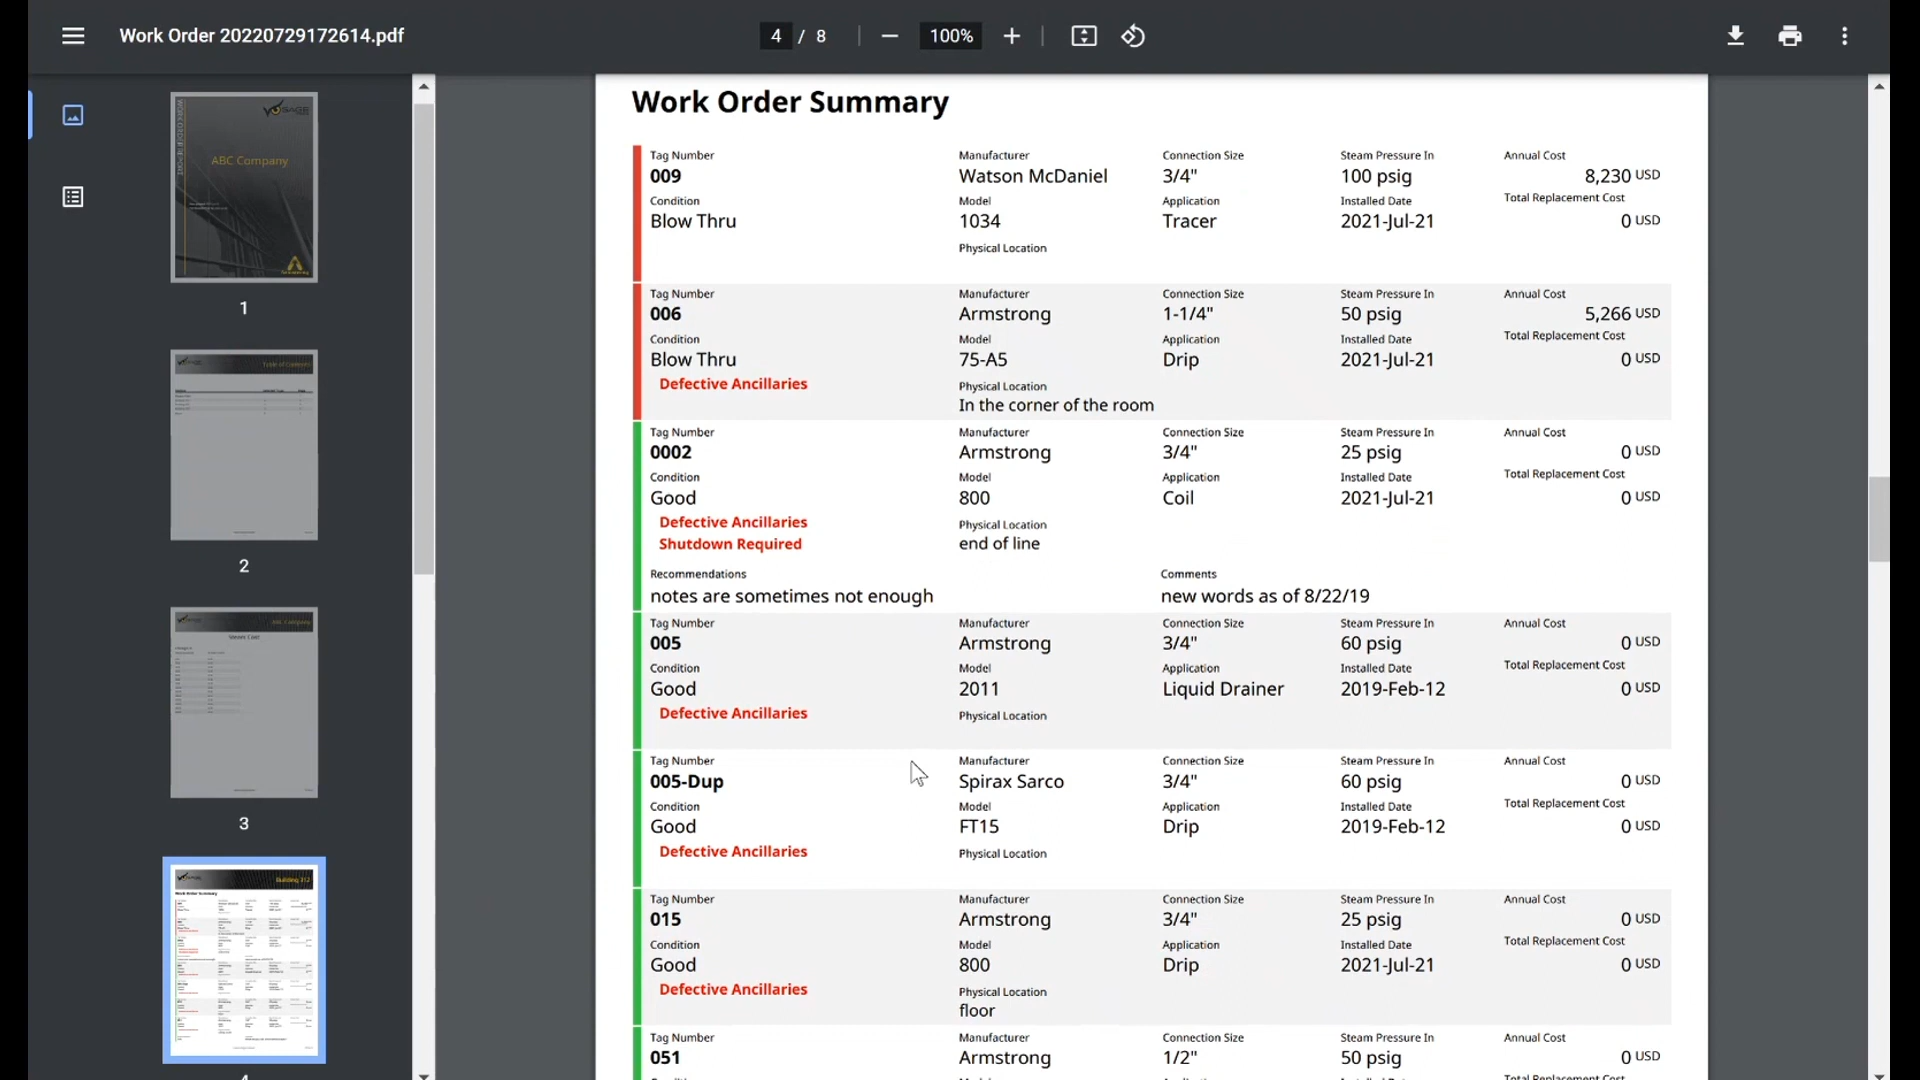 Work Order 20220729172614.pdf
4 / 8
100%
ABC Company
1
2
3
4
Work Order Summary
Tag Number Manufacturer Connection Size Steam Pressure In Annual Cost
009 Watson McDaniel 3/4" 100 psig 8,230 USD
Condition Model Application Installed Date Total Replacement Cost
Blow Thru 1034 Tracer 2021-Jul-21 0 USD
Physical Location
Tag Number Manufacturer Connection Size Steam Pressure In Annual Cost
006 Armstrong 1-1/4" 50 psig 5,266 USD
Condition Model Application Installed Date Total Replacement Cost
Blow Thru 75-A5 Drip 2021-Jul-21 0 USD
Defective Ancillaries Physical Location
In the corner of the room
Tag Number Manufacturer Connection Size Steam Pressure In Annual Cost
0002 Armstrong 3/4" 25 psig 0 USD
Condition Model Application Installed Date Total Replacement Cost
Good 800 Coil 2021-Jul-21 0 USD
Defective Ancillaries Physical Location
Shutdown Required end of line
Recommendations Comments
notes are sometimes not enough new words as of 8/22/19
Tag Number Manufacturer Connection Size Steam Pressure In Annual Cost
005 Armstrong 3/4" 60 psig 0 USD
Condition Model Application Installed Date Total Replacement Cost
Good 2011 Liquid Drainer 2019-Feb-12 0 USD
Defective Ancillaries Physical Location
Tag Number Manufacturer Connection Size Steam Pressure In Annual Cost
005-Dup Spirax Sarco 3/4" 60 psig 0 USD
Condition Model Application Installed Date Total Replacement Cost
Good FT15 Drip 2019-Feb-12 0 USD
Defective Ancillaries Physical Location
Tag Number Manufacturer Connection Size Steam Pressure In Annual Cost
015 Armstrong 3/4" 25 psig 0 USD
Condition Model Application Installed Date Total Replacement Cost
Good 800 Drip 2021-Jul-21 0 USD
Defective Ancillaries Physical Location
floor
Tag Number Manufacturer Connection Size Steam Pressure In Annual Cost
051 Armstrong 1/2" 50 psig 0 USD